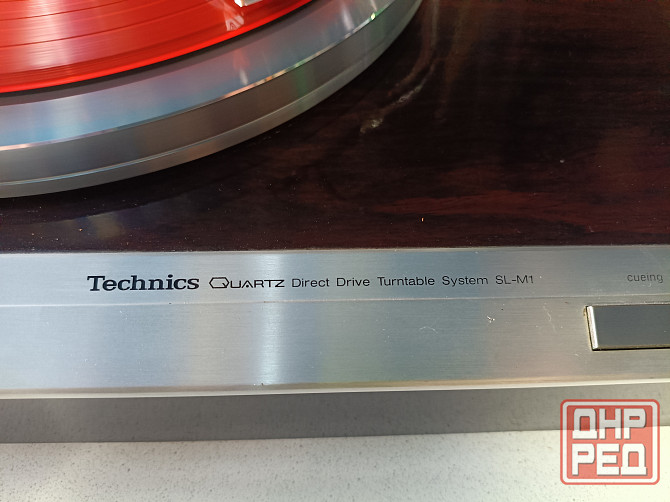 Technics QUARTZ Direct Drive Turntable System SL-M1
cueing
ДНР
РЕД